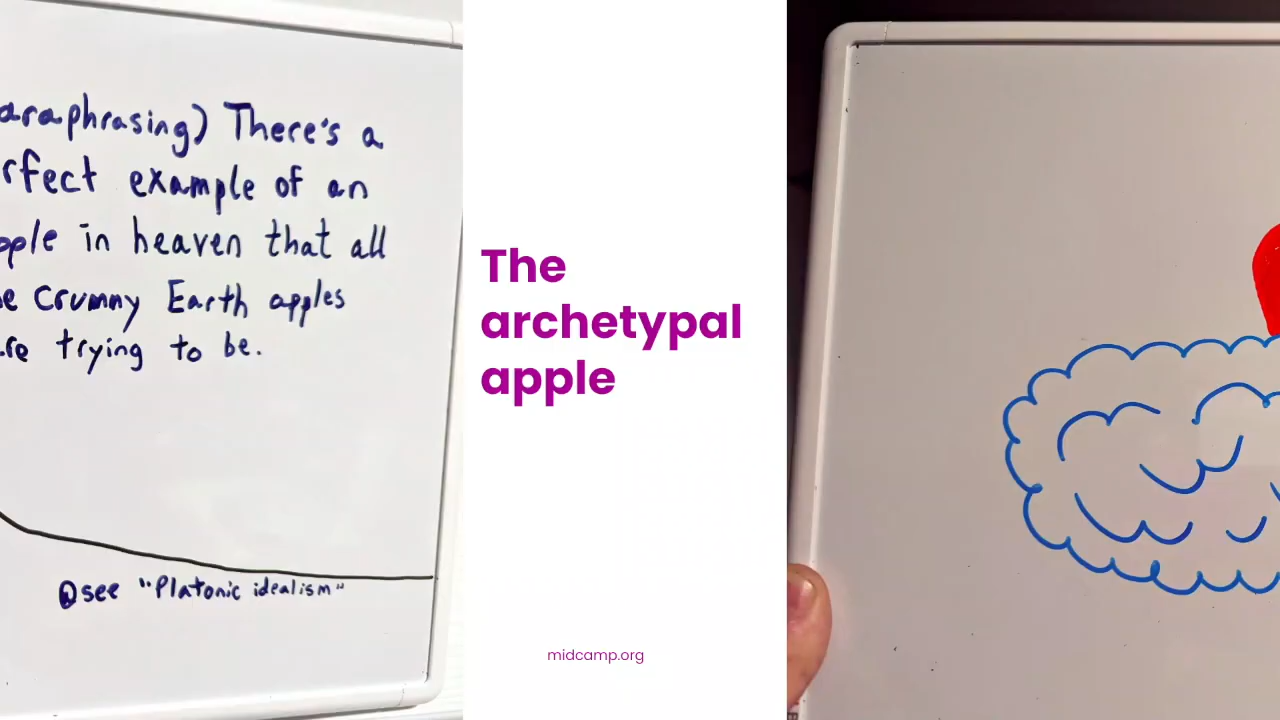 araphrasing) There's a
rfect example of an
pple in heaven that all
e crummy Earth apples
re trying to be.
@see "Platonic idealism"
The
archetypal
apple
midcamp.org